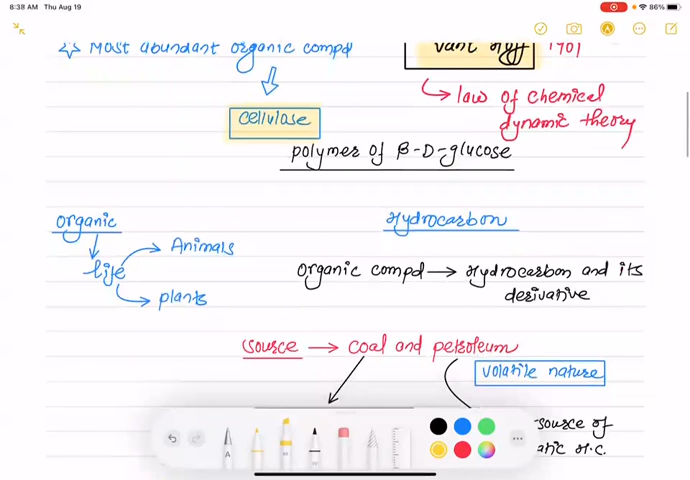 8:38 AM Thu Aug 19
86%
Most abundant organic compd
Vant Hoff 1901
law of chemical
dynamic theory
cellulase
polymer of β-D-glucose
organic
Hydrocarbon
life
Animals
plants
organic compd → Hydrocarbon and its
derivative
source → coal and petroleum
volatile nature
source of
atic H.C.
A